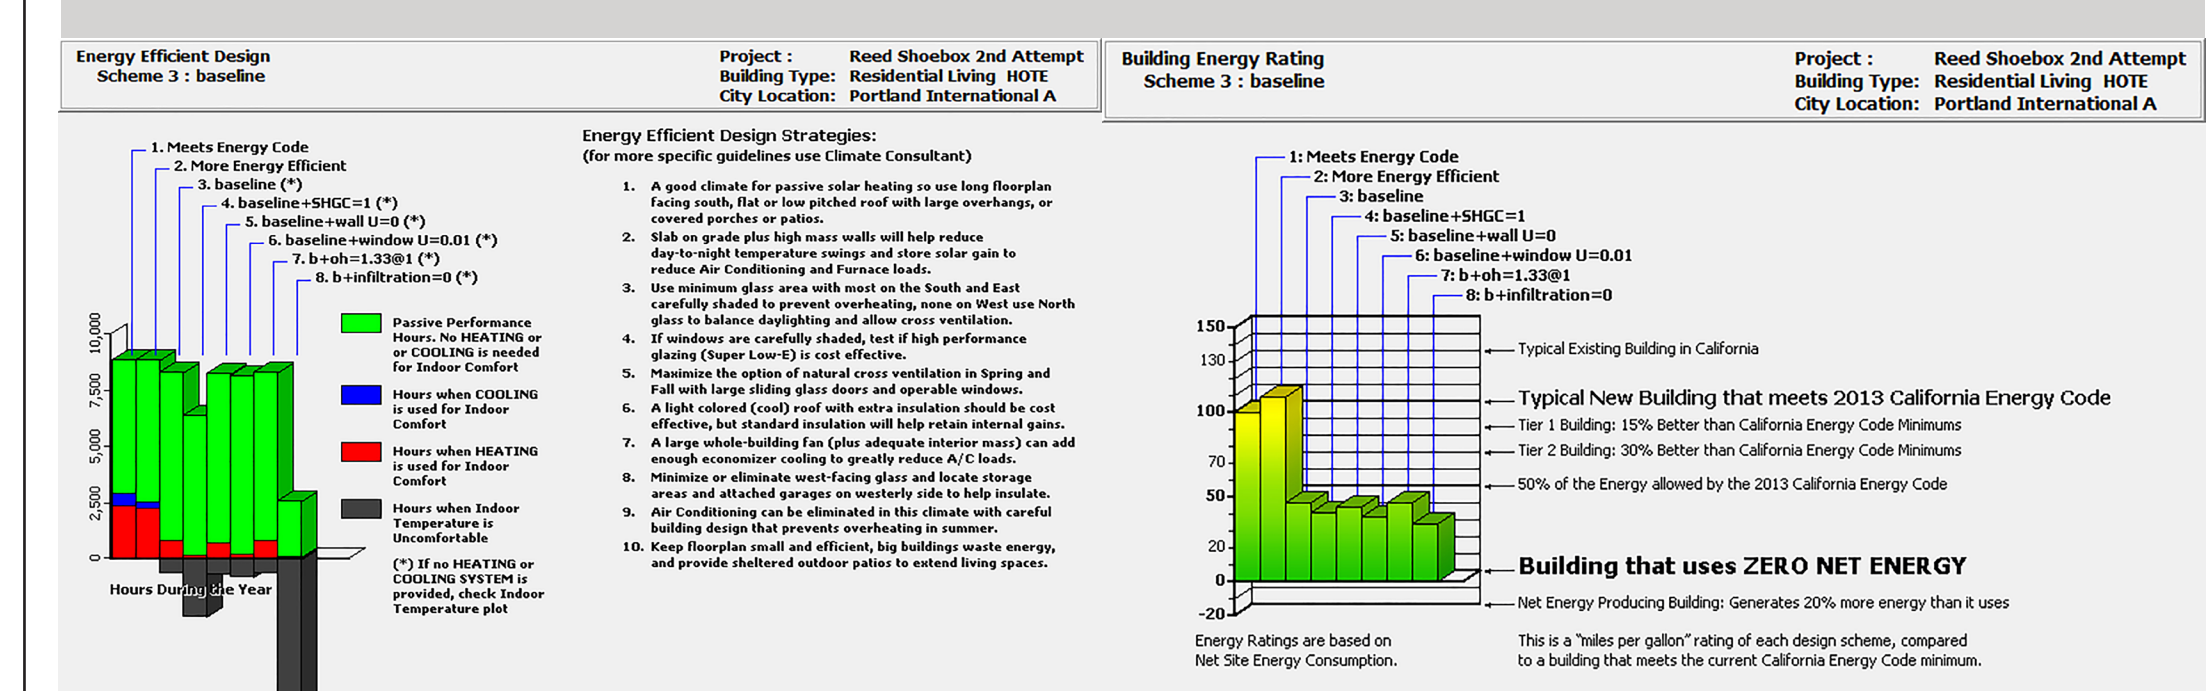 Energy Efficient Design
Scheme 3 : baseline
Project : Reed Shoebox 2nd Attempt
Building Type: Residential Living HOTE
City Location: Portland International A
1. Meets Energy Code
2. More Energy Efficient
3. baseline (*)
4. baseline+SHGC=1 (*)
5. baseline+wall U=0 (*)
6. baseline+window U=0.01 (*)
7. b+oh=1.33@1 (*)
8. b+infiltration=0 (*)
10,000
7,500
5,000
2,500
0
Hours During the Year
Passive Performance
Hours. No HEATING or
or COOLING is needed
for Indoor Comfort
Hours when COOLING
is used for Indoor
Comfort
Hours when HEATING
is used for Indoor
Comfort
Hours when Indoor
Temperature is
Uncomfortable
(*) If no HEATING or
COOLING SYSTEM is
provided, check Indoor
Temperature plot
Energy Efficient Design Strategies:
(for more specific guidelines use Climate Consultant)
1. A good climate for passive solar heating so use long floorplan
facing south, flat or low pitched roof with large overhangs, or
covered porches or patios.
2. Slab on grade plus high mass walls will help reduce
day-to-night temperature swings and store solar gain to
reduce Air Conditioning and Furnace loads.
3. Use minimum glass area with most on the South and East
carefully shaded to prevent overheating, none on West use North
glass to balance daylighting and allow cross ventilation.
4. If windows are carefully shaded, test if high performance
glazing (Super Low-E) is cost effective.
5. Maximize the option of natural cross ventilation in Spring and
Fall with large sliding glass doors and operable windows.
6. A light colored (cool) roof with extra insulation should be cost
effective, but standard insulation will help retain internal gains.
7. A large whole-building fan (plus adequate interior mass) can add
enough economizer cooling to greatly reduce A/C loads.
8. Minimize or eliminate west-facing glass and locate storage
areas and attached garages on westerly side to help insulate.
9. Air Conditioning can be eliminated in this climate with careful
building design that prevents overheating in summer.
10. Keep floorplan small and efficient, big buildings waste energy,
and provide sheltered outdoor patios to extend living spaces.
Building Energy Rating
Scheme 3 : baseline
Project : Reed Shoebox 2nd Attempt
Building Type: Residential Living HOTE
City Location: Portland International A
1: Meets Energy Code
2: More Energy Efficient
3: baseline
4: baseline+SHGC=1
5: baseline+wall U=0
6: baseline+window U=0.01
7: b+oh=1.33@1
8: b+infiltration=0
150
130
100
70
50
20
0
-20
Typical Existing Building in California
Typical New Building that meets 2013 California Energy Code
Tier 1 Building: 15% Better than California Energy Code Minimums
Tier 2 Building: 30% Better than California Energy Code Minimums
50% of the Energy allowed by the 2013 California Energy Code
Building that uses ZERO NET ENERGY
Net Energy Producing Building: Generates 20% more energy than it uses
Energy Ratings are based on
Net Site Energy Consumption.
This is a "miles per gallon" rating of each design scheme, compared
to a building that meets the current California Energy Code minimum.